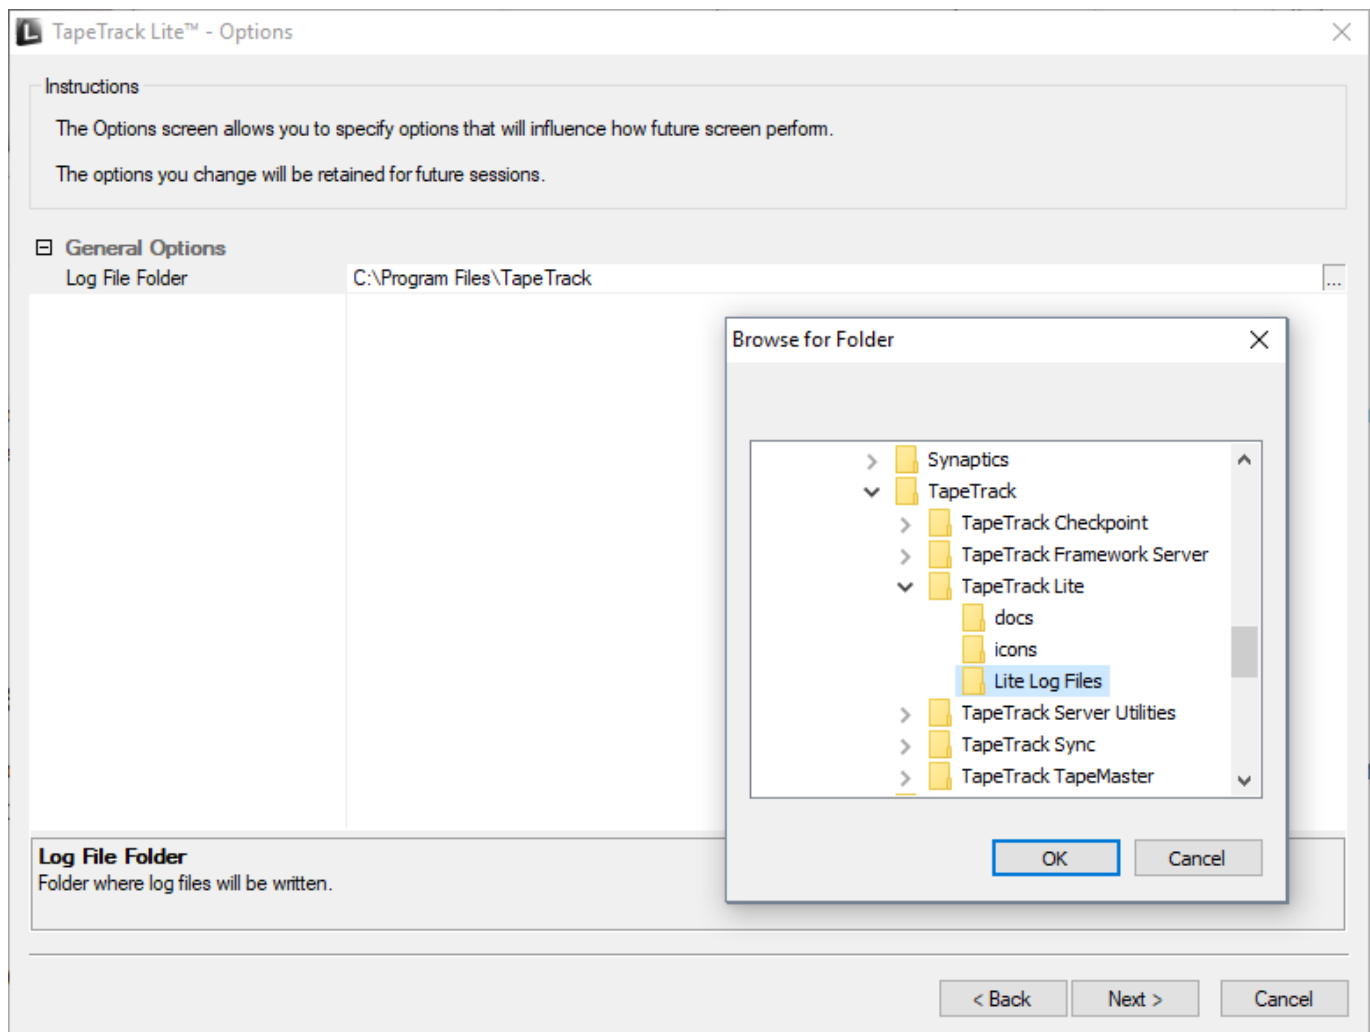 TapeTrack Lite™ - Options
Instructions
The Options screen allows you to specify options that will influence how future screen perform.
The options you change will be retained for future sessions.
General Options
Log File Folder
C:\Program Files\TapeTrack
...
Browse for Folder
Synaptics
TapeTrack
TapeTrack Checkpoint
TapeTrack Framework Server
TapeTrack Lite
docs
icons
Lite Log Files
TapeTrack Server Utilities
TapeTrack Sync
TapeTrack TapeMaster
OK
Cancel
Log File Folder
Folder where log files will be written.
< Back
Next >
Cancel